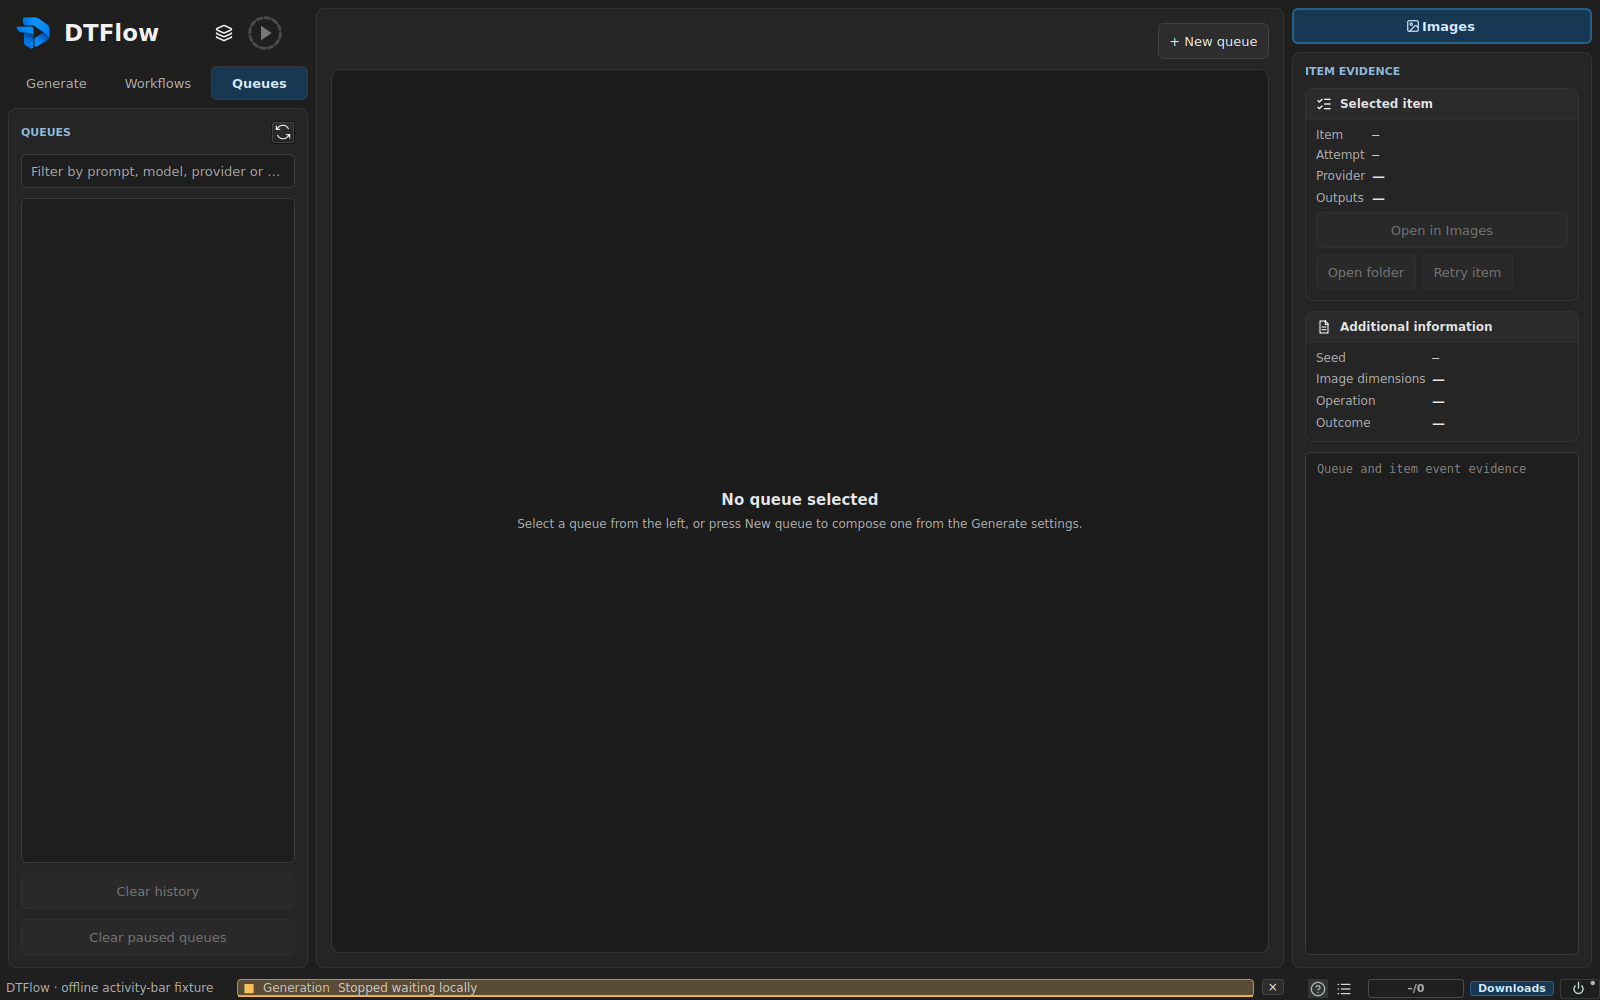 DTFlow
Generate
Workflows
Queues
QUEUES
Filter by prompt, model, provider or …
Clear history
Clear paused queues
+ New queue
No queue selected
Select a queue from the left, or press New queue to compose one from the Generate settings.
Images
ITEM EVIDENCE
Selected item
Item –
Attempt –
Provider —
Outputs —
Open in Images
Open folder
Retry item
Additional information
Seed –
Image dimensions —
Operation —
Outcome —
Queue and item event evidence
DTFlow · offline activity-bar fixture
Generation Stopped waiting locally
–/0
Downloads